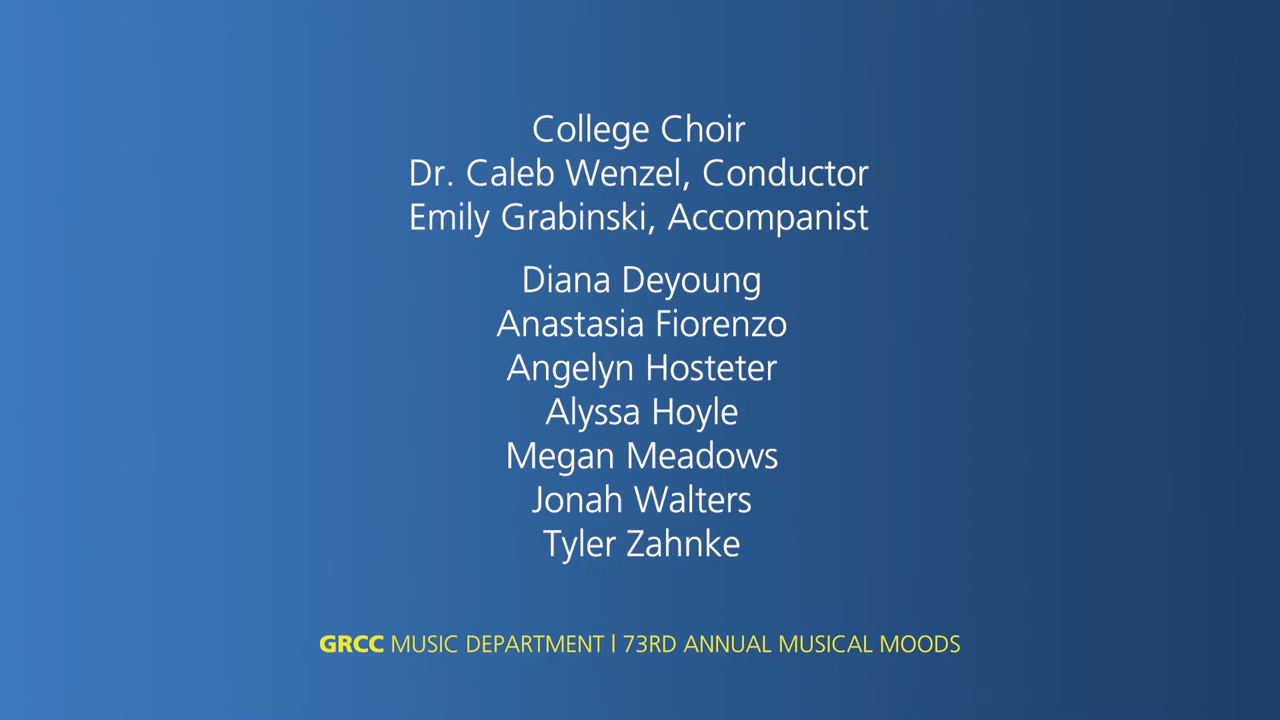 College Choir
Dr. Caleb Wenzel, Conductor
Emily Grabinski, Accompanist
Diana Deyoung
Anastasia Fiorenzo
Angelyn Hosteter
Alyssa Hoyle
Megan Meadows
Jonah Walters
Tyler Zahnke
GRCC MUSIC DEPARTMENT | 73RD ANNUAL MUSICAL MOODS